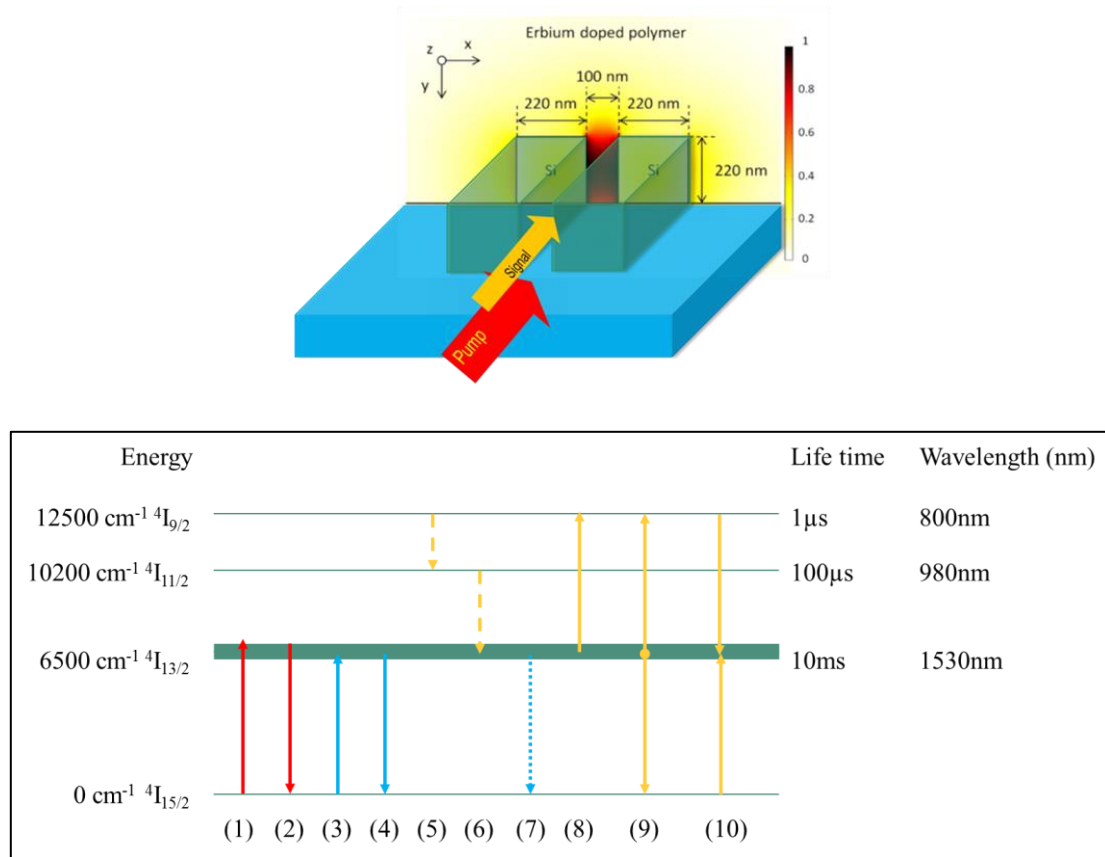 Erbium doped polymer
z
x
y
100 nm
220 nm
220 nm
Si
Si
220 nm
1
0.8
0.6
0.4
0.2
0
Signal
Pump
Energy Life time Wavelength (nm)
12500 cm⁻¹ ⁴I₉/₂ 1µs 800nm
10200 cm⁻¹ ⁴I₁₁/₂ 100µs 980nm
6500 cm⁻¹ ⁴I₁₃/₂ 10ms 1530nm
0 cm⁻¹ ⁴I₁₅/₂
(1) (2) (3) (4) (5) (6) (7) (8) (9) (10)